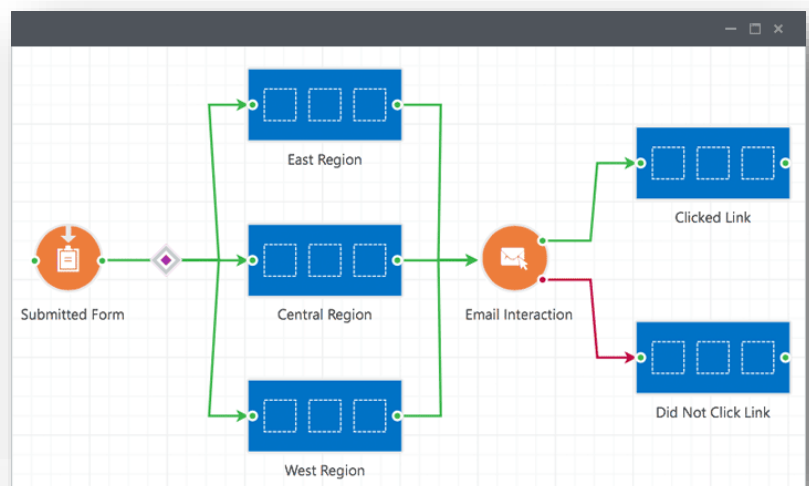 East Region
Clicked Link
Submitted Form
Central Region
Email Interaction
Did Not Click Link
West Region